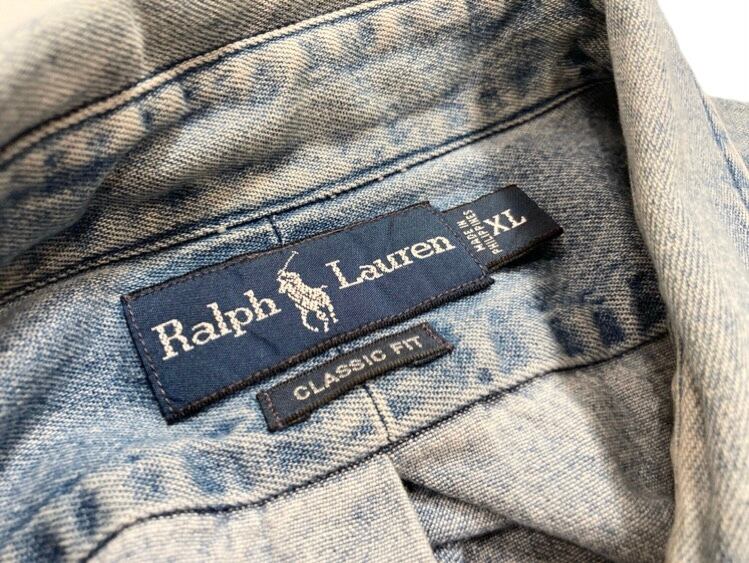 Ralph Lauren
XL
MADE IN
PHILIPPINES
CLASSIC FIT